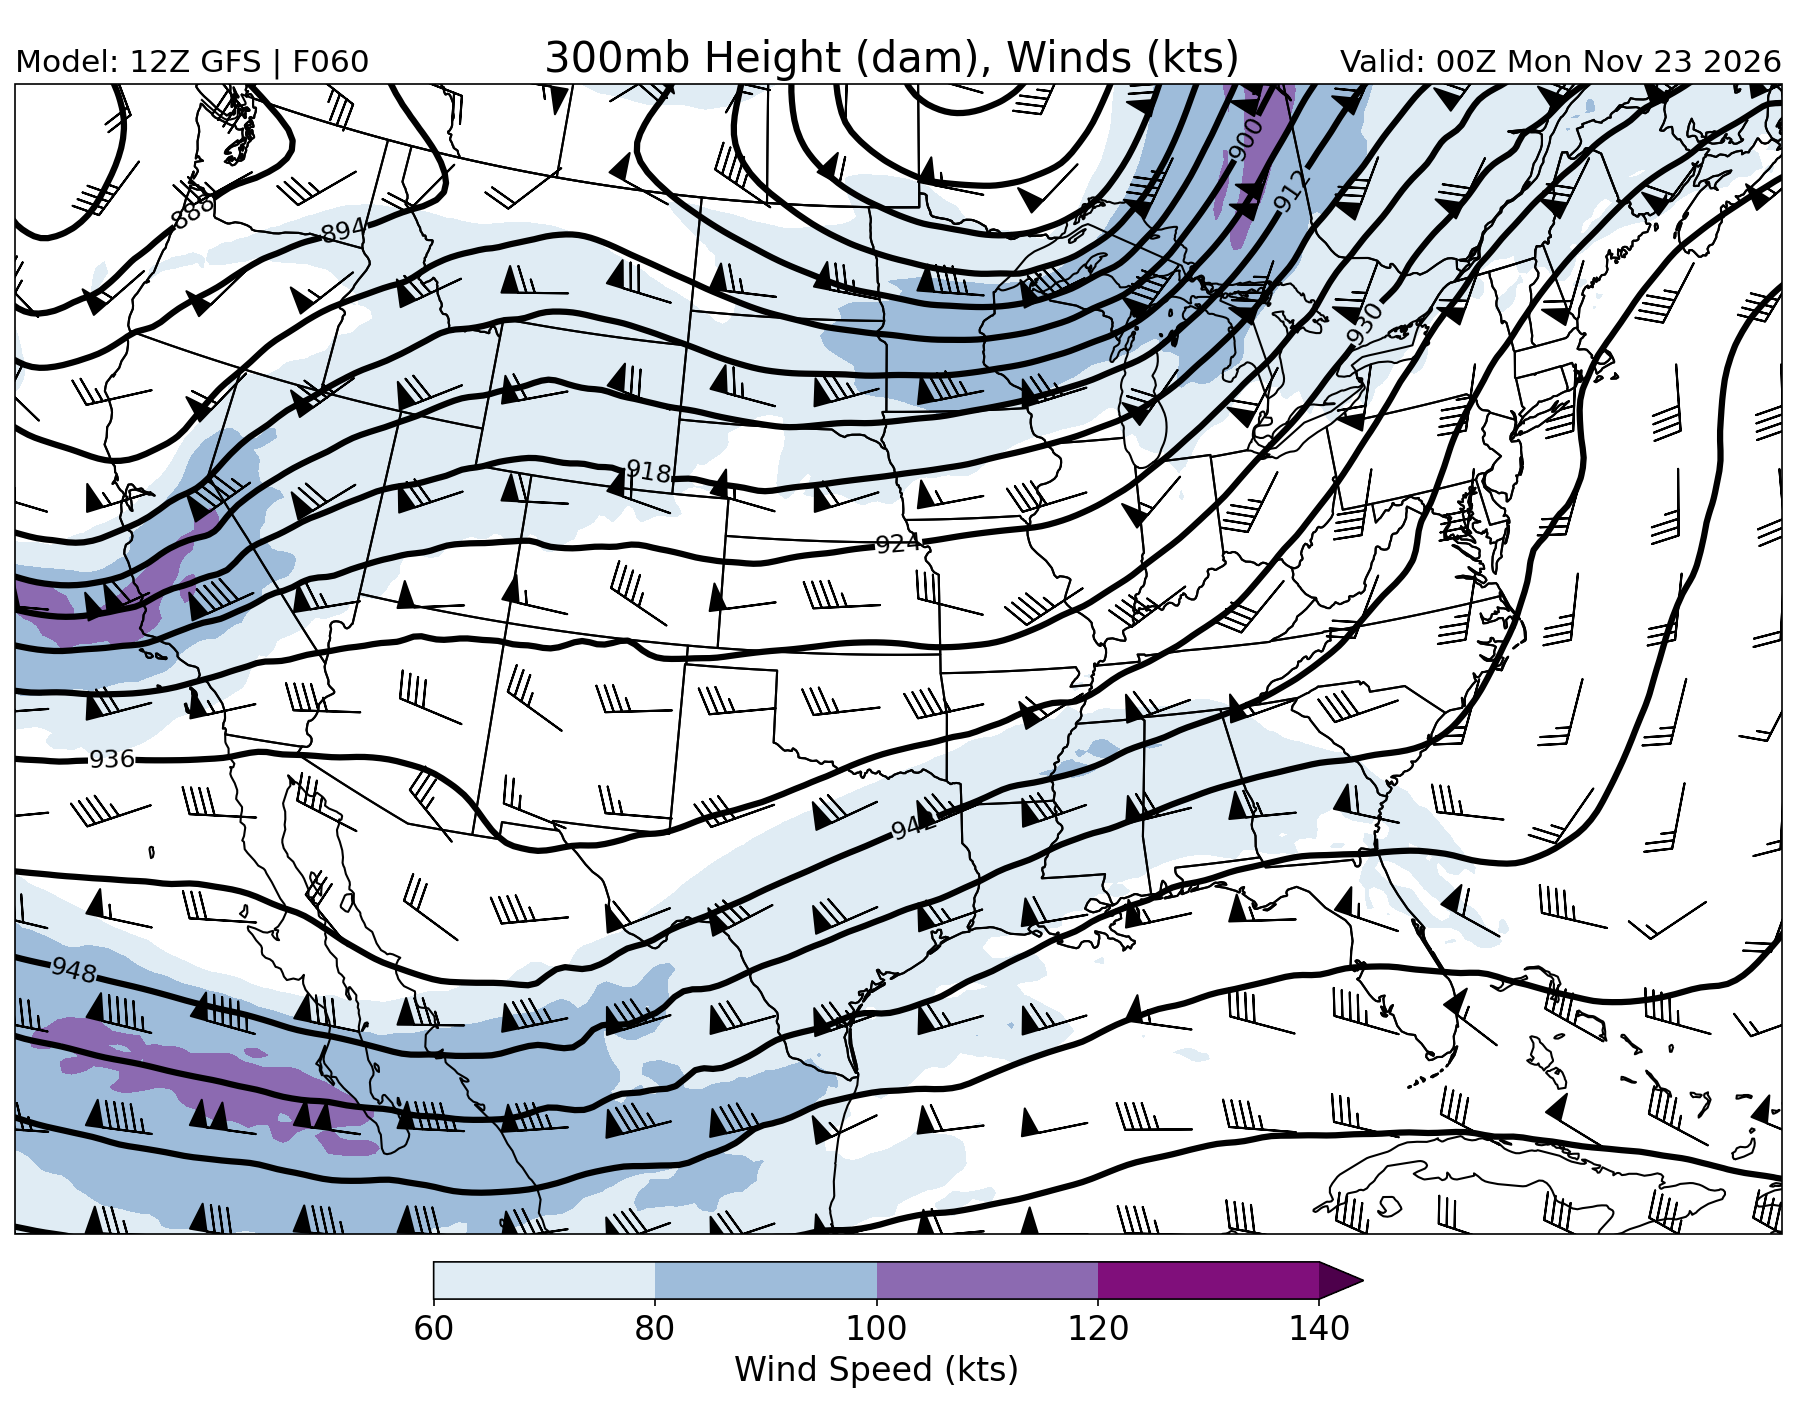 Model: 12Z GFS | F060
300mb Height (dam), Winds (kts)
Valid: 00Z Mon Nov 23 2026
900
912
888
894
930
918
924
936
942
948
60 80 100 120 140
Wind Speed (kts)